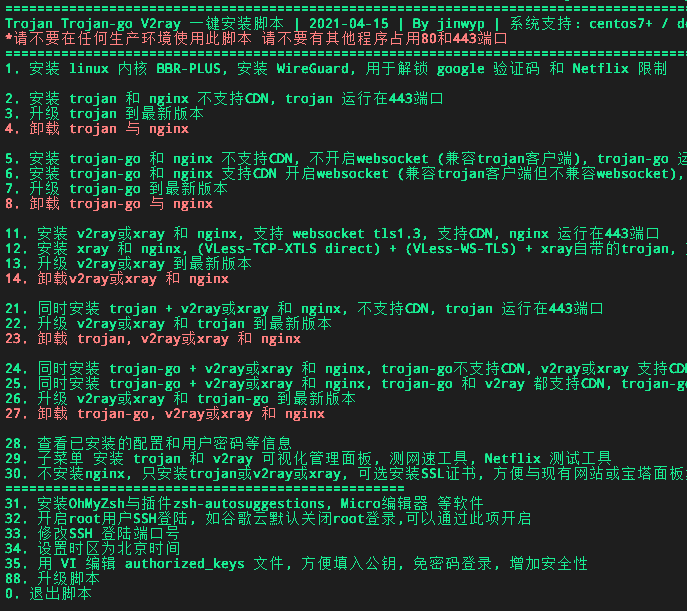 ====================================================================================
Trojan Trojan-go V2ray 一键安装脚本 | 2021-04-15 | By jinwyp | 系统支持: centos7+ / de
*请不要在任何生产环境使用此脚本 请不要有其他程序占用80和443端口
====================================================================================
1. 安装 linux 内核 BBR-PLUS, 安装 WireGuard, 用于解锁 google 验证码 和 Netflix 限制
2. 安装 trojan 和 nginx 不支持CDN, trojan 运行在443端口
3. 升级 trojan 到最新版本
4. 卸载 trojan 与 nginx
5. 安装 trojan-go 和 nginx 不支持CDN, 不开启websocket (兼容trojan客户端), trojan-go 运
6. 安装 trojan-go 和 nginx 支持CDN 开启websocket (兼容trojan客户端但不兼容websocket),
7. 升级 trojan-go 到最新版本
8. 卸载 trojan-go 与 nginx
11. 安装 v2ray或xray 和 nginx, 支持 websocket tls1.3, 支持CDN, nginx 运行在443端口
12. 安装 xray 和 nginx, (VLess-TCP-XTLS direct) + (VLess-WS-TLS) + xray自带的trojan,
13. 升级 v2ray或xray 到最新版本
14. 卸载v2ray或xray 和 nginx
21. 同时安装 trojan + v2ray或xray 和 nginx, 不支持CDN, trojan 运行在443端口
22. 升级 v2ray或xray 和 trojan 到最新版本
23. 卸载 trojan, v2ray或xray 和 nginx
24. 同时安装 trojan-go + v2ray或xray 和 nginx, trojan-go不支持CDN, v2ray或xray 支持CD
25. 同时安装 trojan-go + v2ray或xray 和 nginx, trojan-go 和 v2ray 都支持CDN, trojan-go
26. 升级 v2ray或xray 和 trojan-go 到最新版本
27. 卸载 trojan-go, v2ray或xray 和 nginx
28. 查看已安装的配置和用户密码等信息
29. 子菜单 安装 trojan 和 v2ray 可视化管理面板, 测网速工具, Netflix 测试工具
30. 不安装nginx, 只安装trojan或v2ray或xray, 可选安装SSL证书, 方便与现有网站或宝塔面板
==================================================
31. 安装OhMyZsh与插件zsh-autosuggestions, Micro编辑器 等软件
32. 开启root用户SSH登陆, 如谷歌云默认关闭root登录,可以通过此项开启
33. 修改SSH 登陆端口号
34. 设置时区为北京时间
35. 用 VI 编辑 authorized_keys 文件, 方便填入公钥, 免密码登录, 增加安全性
88. 升级脚本
0. 退出脚本